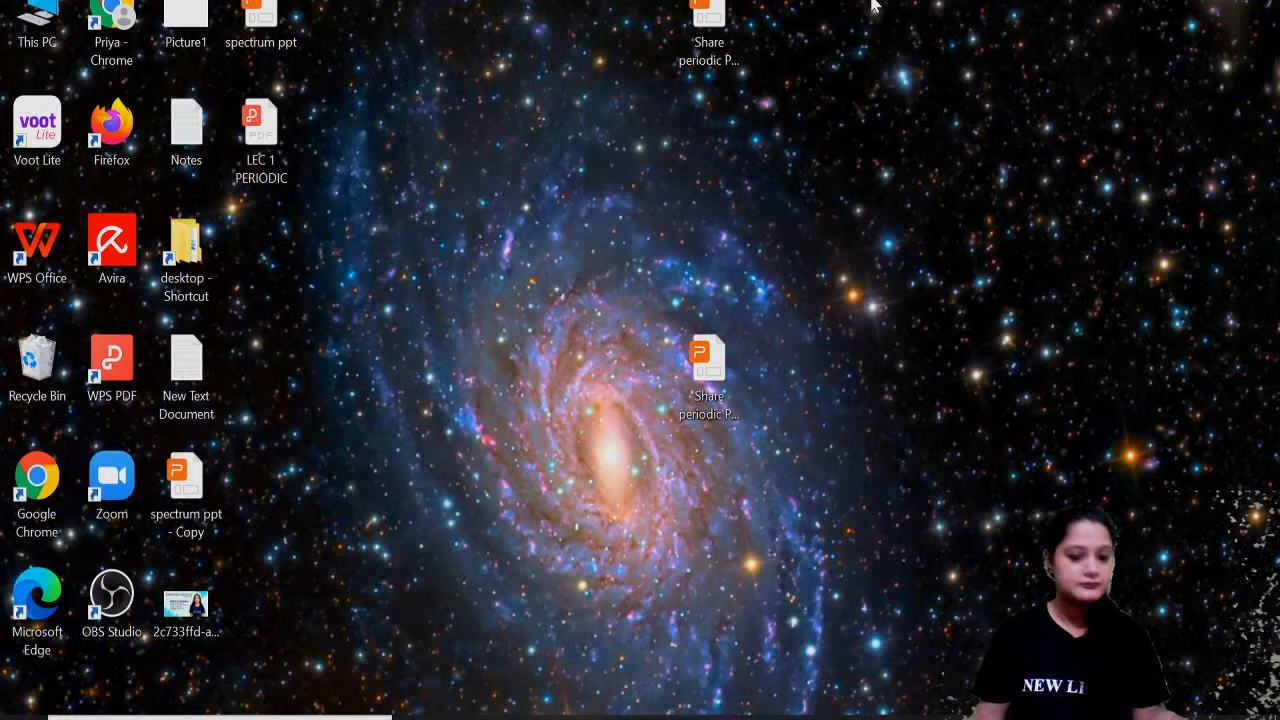 This PC
Priya -
Chrome
Picture1
spectrum ppt
Share
periodic P...
voot
Lite
PDF
Voot Lite
Firefox
Notes
LEC 1
PERIODIC
WPS Office
Avira
desktop -
Shortcut
Recycle Bin
WPS PDF
New Text
Document
Share
periodic P...
Google
Chrome
Zoom
spectrum ppt
- Copy
Microsoft
Edge
OBS Studio
2c733ffd-a...
NEW